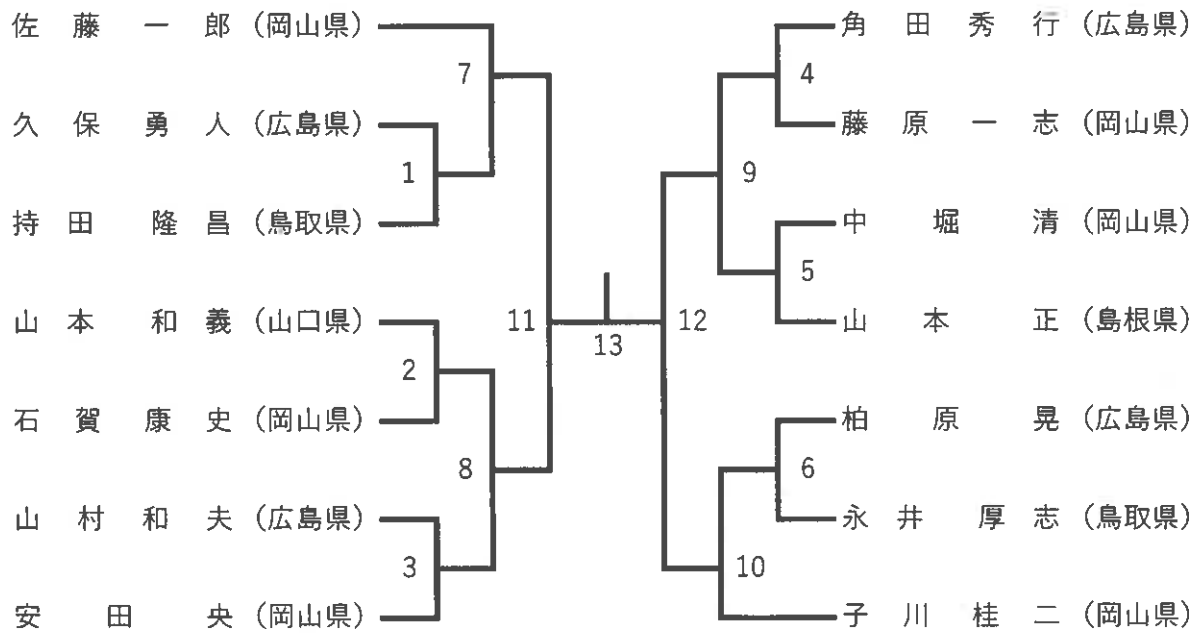 佐藤一郎(岡山県)
7
久保勇人(広島県)
1
持田隆昌(鳥取県)
山本和義(山口県)
2
石賀康史(岡山県)
8
山村和夫(広島県)
3
安田央(岡山県)
11
13
12
角田秀行(広島県)
4
藤原一志(岡山県)
9
中堀清(岡山県)
5
山本正(島根県)
柏原晃(広島県)
6
永井厚志(鳥取県)
10
子川桂二(岡山県)